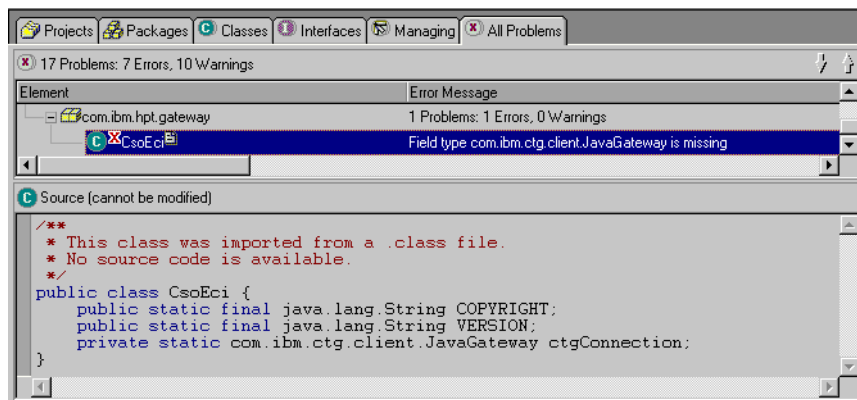 Projects Packages Classes Interfaces Managing All Problems
17 Problems: 7 Errors, 10 Warnings
Element Error Message
com.ibm.hpt.gateway 1 Problems: 1 Errors, 0 Warnings
CsoEci Field type com.ibm.ctg.client.JavaGateway is missing
Source (cannot be modified)
/**
* This class was imported from a .class file.
* No source code is available.
*/
public class CsoEci {
public static final java.lang.String COPYRIGHT;
public static final java.lang.String VERSION;
private static com.ibm.ctg.client.JavaGateway ctgConnection;
}